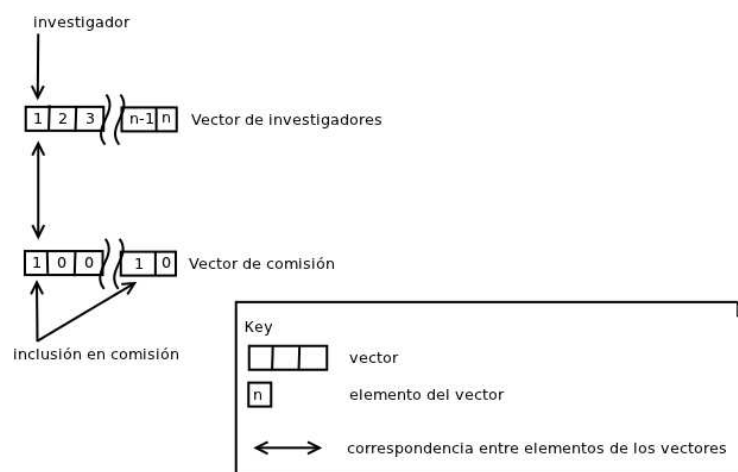 investigador
1 2 3 n-1 n Vector de investigadores
1 0 0 1 0 Vector de comisión
inclusión en comisión
Key
vector
n elemento del vector
correspondencia entre elementos de los vectores